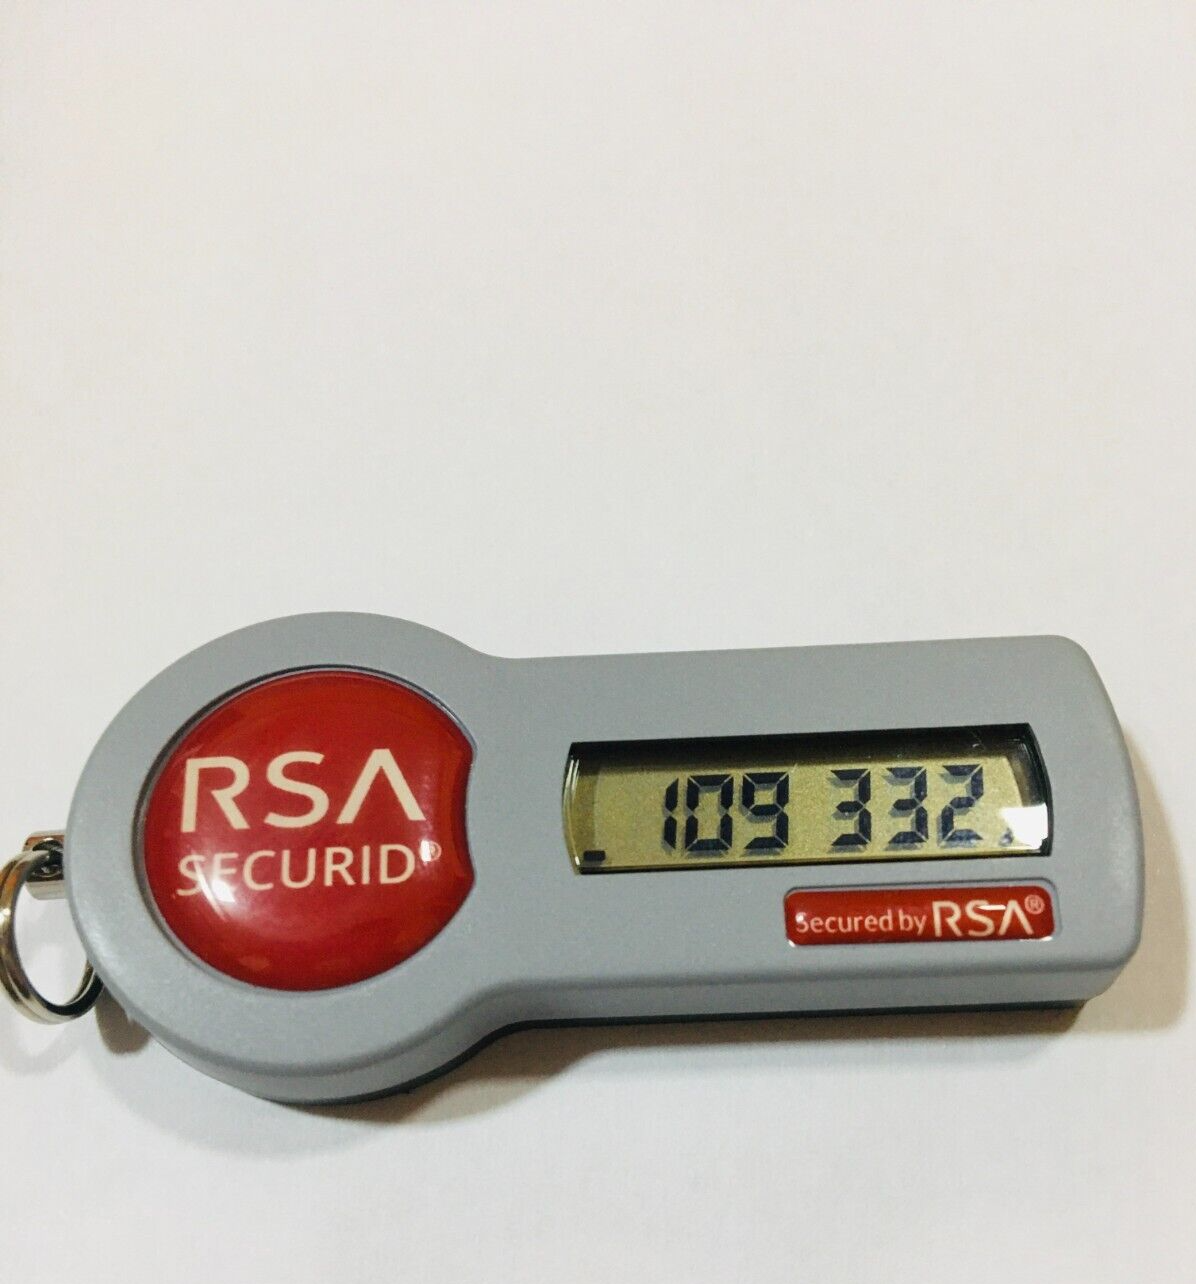 RSA
SECURID®
109 332
Secured by RSA®